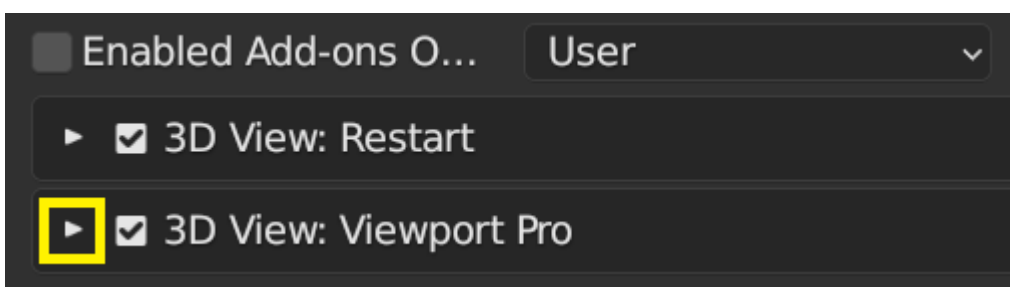 Enabled Add-ons O... User
3D View: Restart
3D View: Viewport Pro